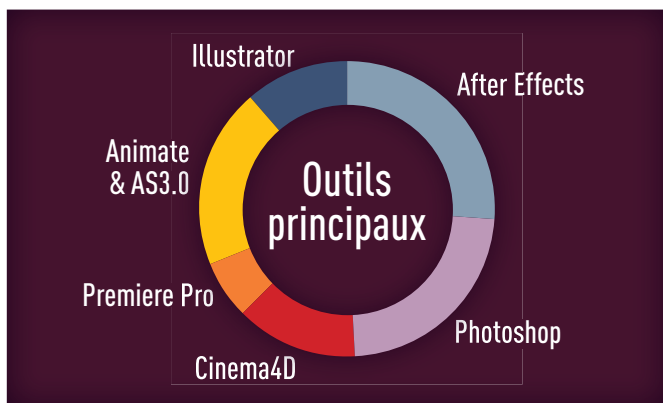 Illustrator
After Effects
Animate
& AS3.0
Outils
principaux
Premiere Pro
Photoshop
Cinema4D